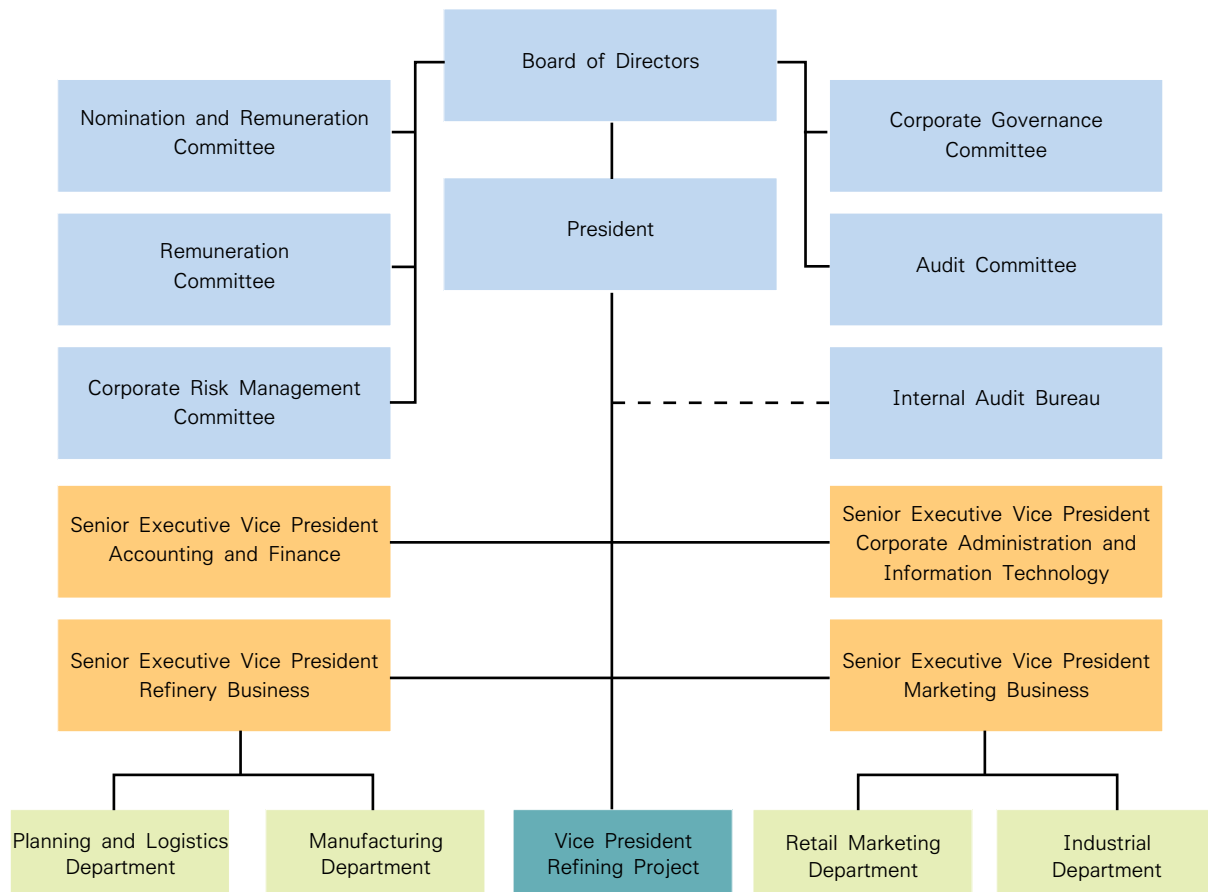 Board of Directors
Nomination and Remuneration
Committee
Corporate Governance
Committee
President
Remuneration
Committee
Audit Committee
Corporate Risk Management
Committee
Internal Audit Bureau
Senior Executive Vice President
Accounting and Finance
Senior Executive Vice President
Corporate Administration and
Information Technology
Senior Executive Vice President
Refinery Business
Senior Executive Vice President
Marketing Business
Planning and Logistics
Department
Manufacturing
Department
Vice President
Refining Project
Retail Marketing
Department
Industrial
Department